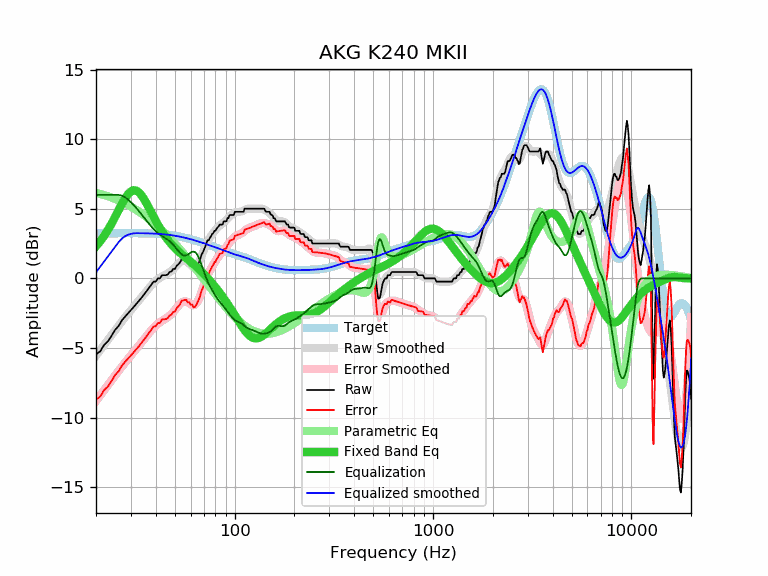 AKG K240 MKII
15
10
5
0
−5
−10
−15
Amplitude (dBr)
100
1000
10000
Frequency (Hz)
Target
Raw Smoothed
Error Smoothed
Raw
Error
Parametric Eq
Fixed Band Eq
Equalization
Equalized smoothed